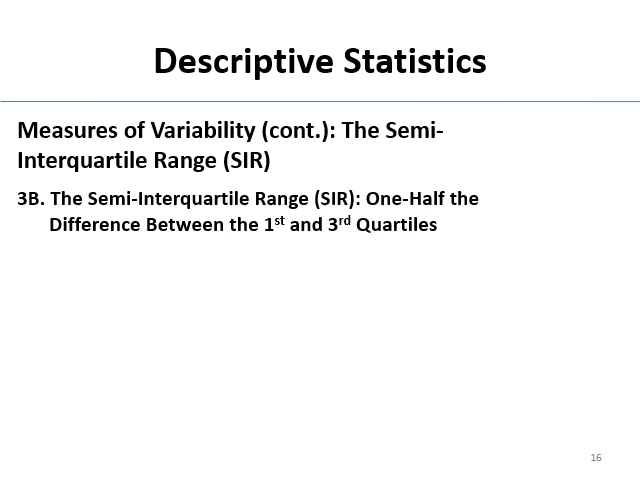 Descriptive Statistics
Measures of Variability (cont.): The Semi-
Interquartile Range (SIR)
3B. The Semi-Interquartile Range (SIR): One-Half the
Difference Between the 1st and 3rd Quartiles
16